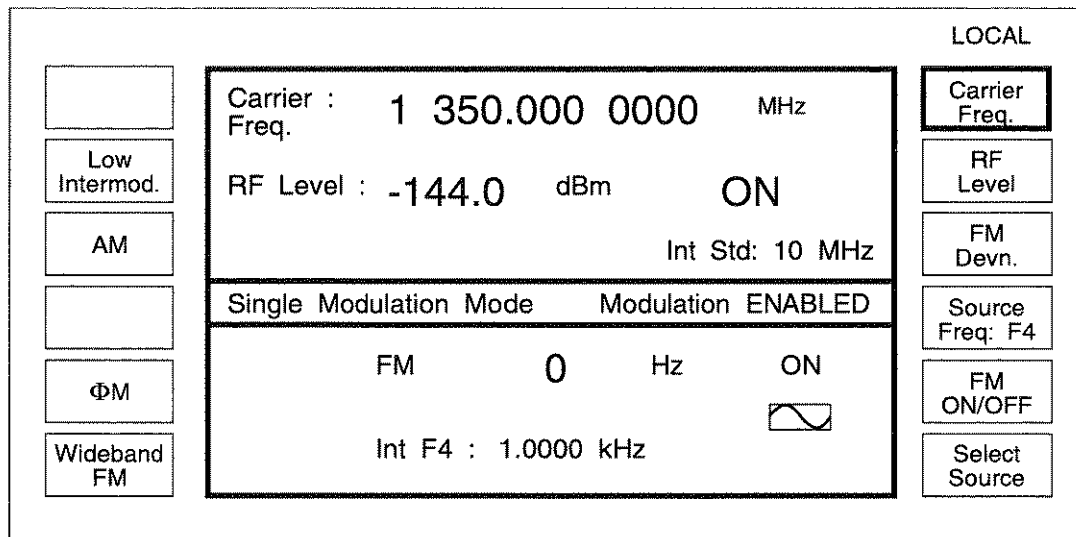 LOCAL
Low
Intermod.
AM
ΦM
Wideband
FM
Carrier :
Freq.
1 350.000 0000 MHz
RF Level : -144.0 dBm ON
Int Std: 10 MHz
Single Modulation Mode Modulation ENABLED
FM 0 Hz ON
Int F4 : 1.0000 kHz
Carrier
Freq.
RF
Level
FM
Devn.
Source
Freq: F4
FM
ON/OFF
Select
Source